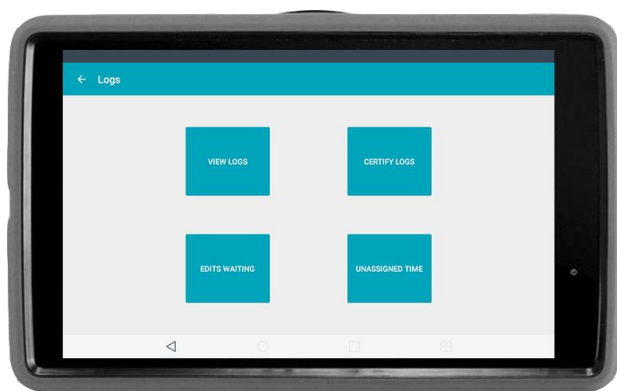 Logs
VIEW LOGS
CERTIFY LOGS
EDITS WAITING
UNASSIGNED TIME